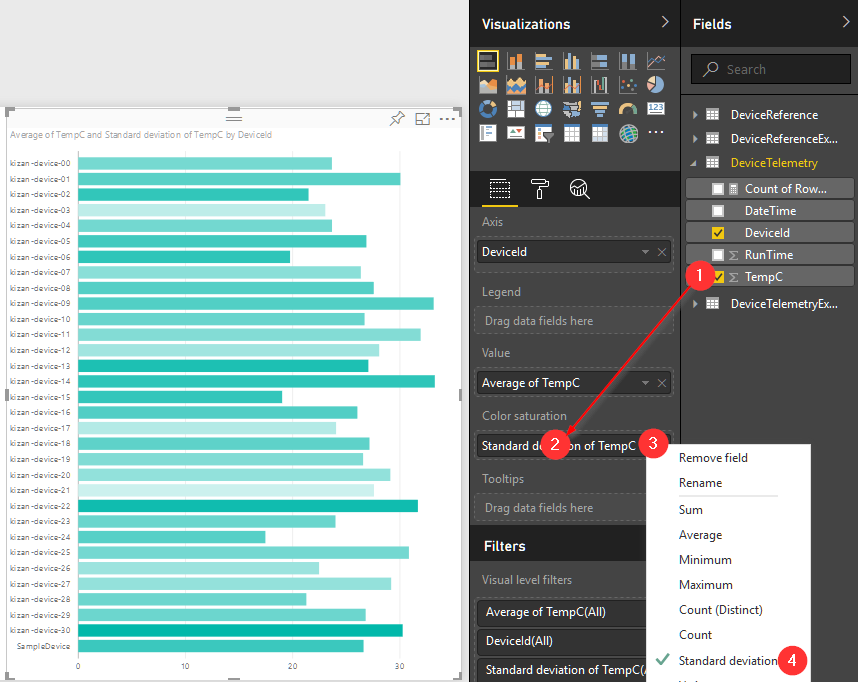 Average of TempC and Standard deviation of TempC by DeviceId
kizan-device-00
kizan-device-01
kizan-device-02
kizan-device-03
kizan-device-04
kizan-device-05
kizan-device-06
kizan-device-07
kizan-device-08
kizan-device-09
kizan-device-10
kizan-device-11
kizan-device-12
kizan-device-13
kizan-device-14
kizan-device-15
kizan-device-16
kizan-device-17
kizan-device-18
kizan-device-19
kizan-device-20
kizan-device-21
kizan-device-22
kizan-device-23
kizan-device-24
kizan-device-25
kizan-device-26
kizan-device-27
kizan-device-28
kizan-device-29
kizan-device-30
SampleDevice
0 10 20 30
Visualizations
123
Axis
DeviceId
Legend
Drag data fields here
Value
Average of TempC
Color saturation
Standard de 2 n of TempC 3
Tooltips
Drag data fields here
Filters
Visual level filters
Average of TempC(All)
DeviceId(All)
Standard deviation of TempC(
Fields
Search
DeviceReference
DeviceReferenceEx...
DeviceTelemetry
Count of Row...
DateTime
DeviceId
RunTime
1 TempC
DeviceTelemetryEx...
Remove field
Rename
Sum
Average
Minimum
Maximum
Count (Distinct)
Count
Standard deviation 4